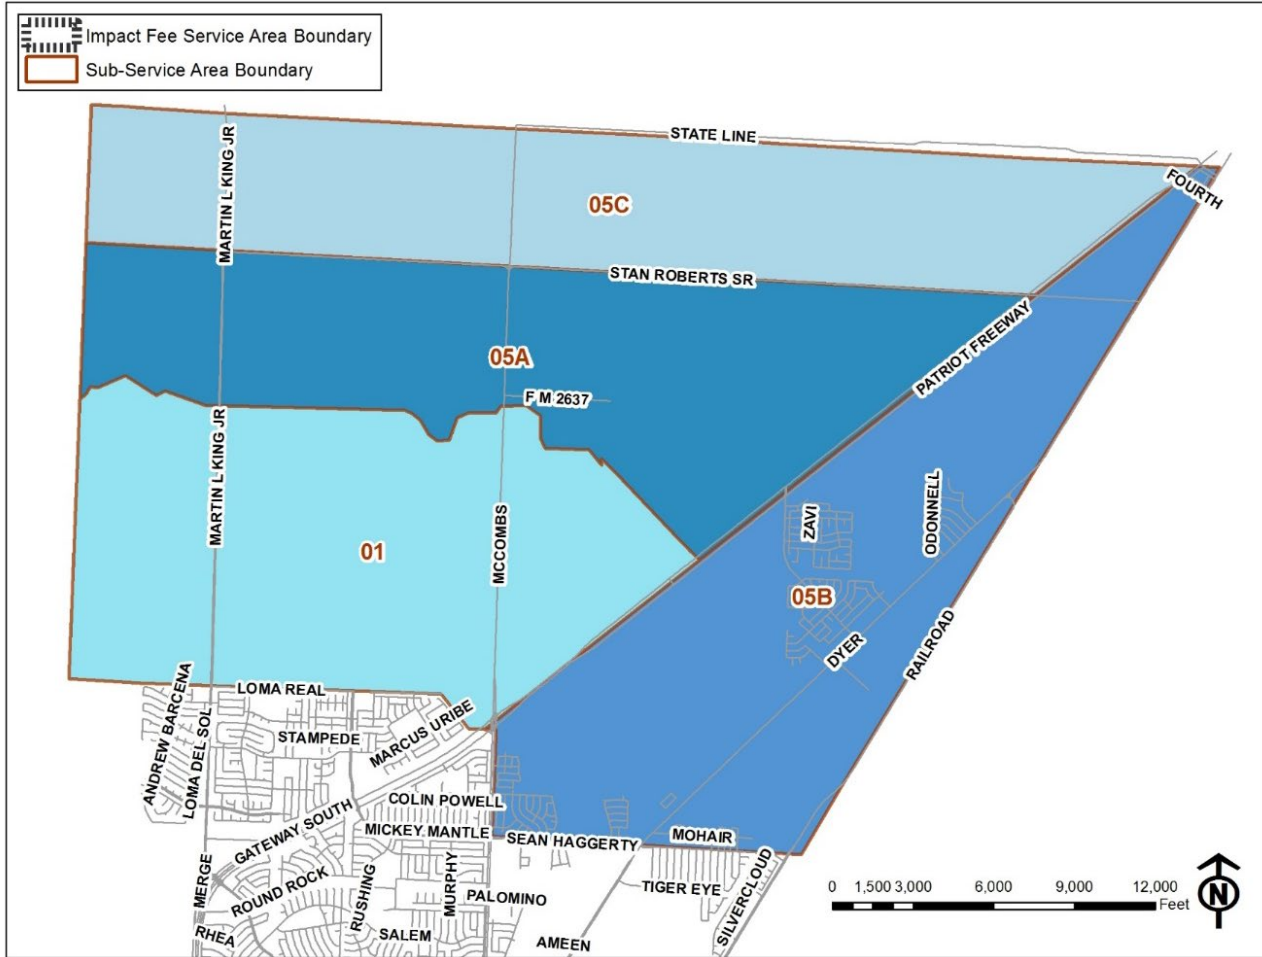 Impact Fee Service Area Boundary
Sub-Service Area Boundary
STATE LINE
MARTIN L KING JR
FOURTH
05C
STAN ROBERTS SR
PATRIOT FREEWAY
05A
F M 2637
MARTIN L KING JR
MCCOMBS
ZAVI
ODONNELL
01
05B
DYER
RAILROAD
ANDREW BARCENA
LOMA DEL SOL
LOMA REAL
STAMPEDE
MARCUS URIBE
COLIN POWELL
GATEWAY SOUTH
MICKEY MANTLE
SEAN HAGGERTY
MOHAIR
MERGE
ROUND ROCK
RUSHING
MURPHY
PALOMINO
TIGER EYE
SILVERCLOUD
RHEA
SALEM
AMEEN
0 1,500 3,000 6,000 9,000 12,000
Feet
N